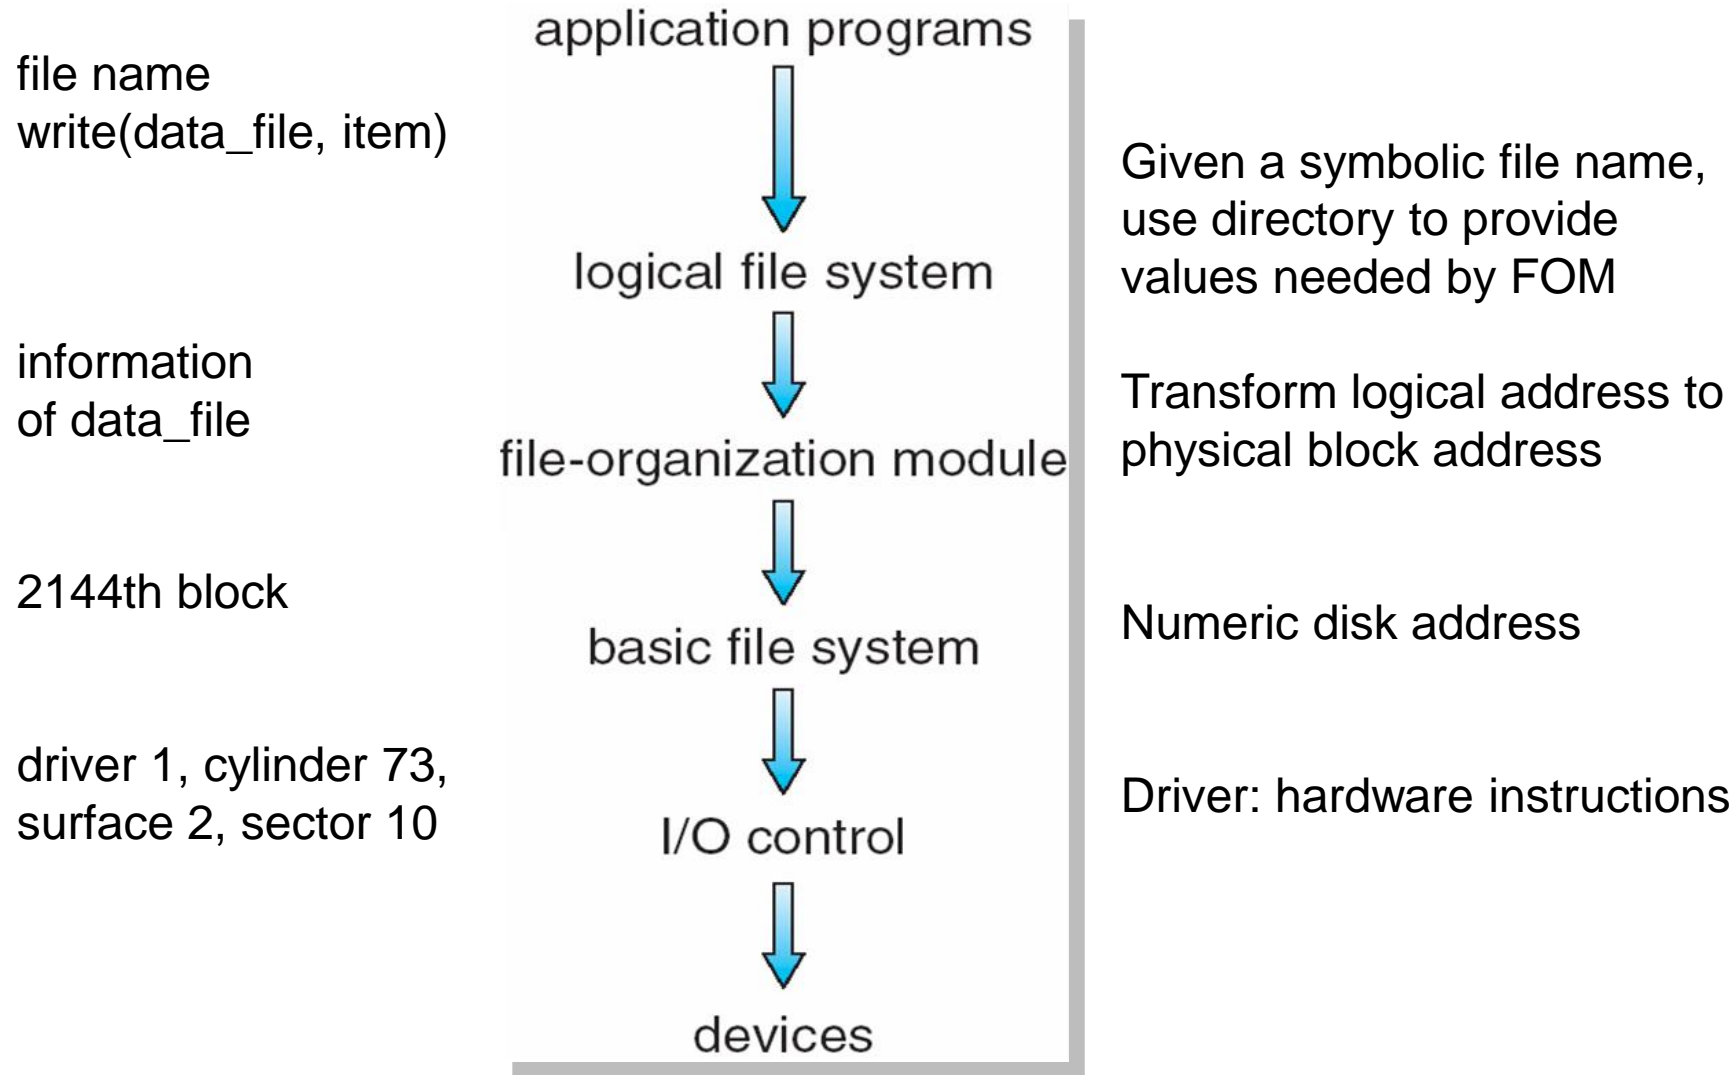 application programs
file name
write(data_file, item)
Given a symbolic file name,
use directory to provide
values needed by FOM
logical file system
information
of data_file
Transform logical address to
physical block address
file-organization module
2144th block
Numeric disk address
basic file system
driver 1, cylinder 73,
surface 2, sector 10
Driver: hardware instructions
I/O control
devices